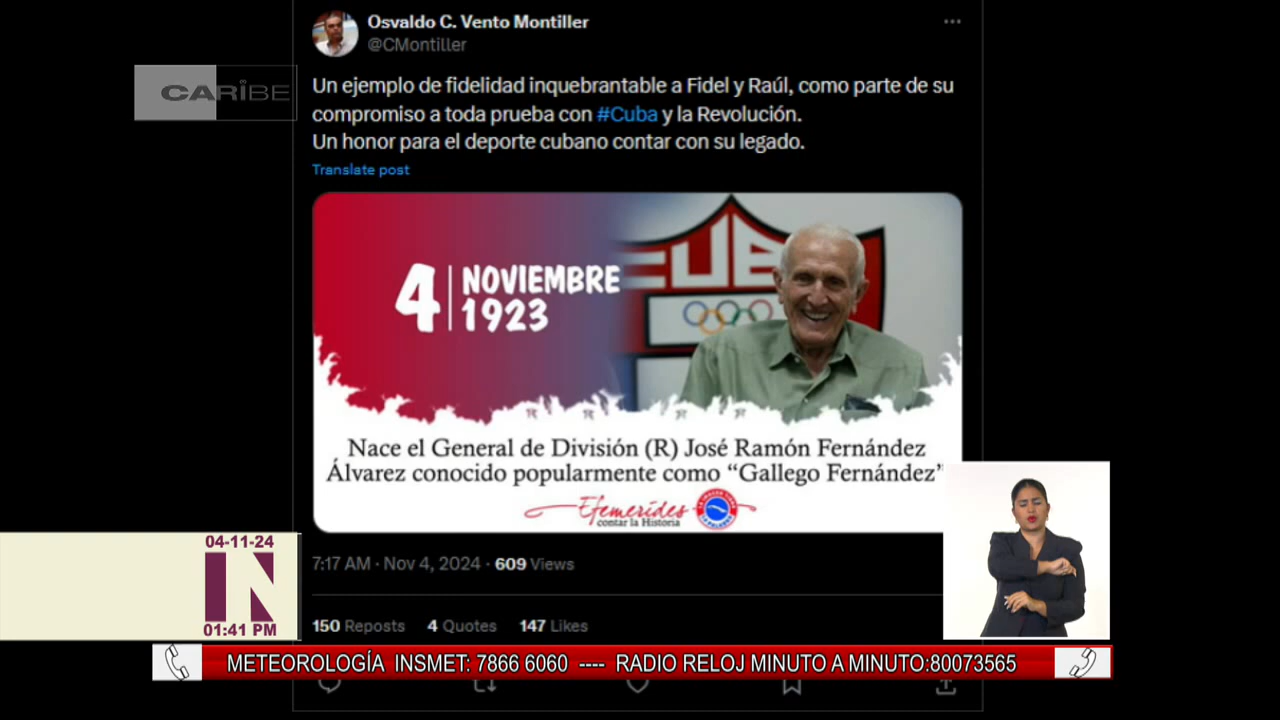 Osvaldo C. Vento Montiller
@CMontiller
CARIBE
Un ejemplo de fidelidad inquebrantable a Fidel y Raúl, como parte de su
compromiso a toda prueba con #Cuba y la Revolución.
Un honor para el deporte cubano contar con su legado.
Translate post
CUB
4 NOVIEMBRE
1923
Nace el General de División (R) José Ramón Fernández
Álvarez conocido popularmente como “Gallego Fernández”
Efemérides
contar la Historia
7:17 AM · Nov 4, 2024 · 609 Views
150 Reposts 4 Quotes 147 Likes
04-11-24
IN
01:41 PM
METEOROLOGÍA INSMET: 7866 6060 ---- RADIO RELOJ MINUTO A MINUTO:80073565